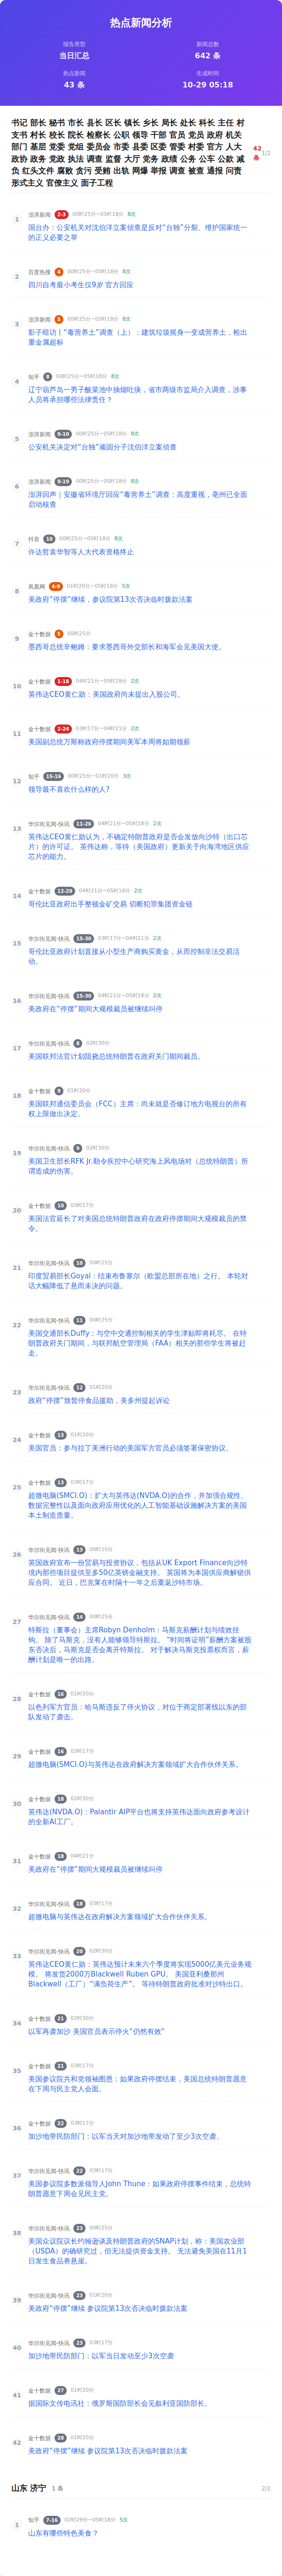 热点新闻分析
报告类型
新闻总数
当日汇总
642 条
热点新闻
生成时间
43 条
10-29 05:18
书记 部长 秘书 市长 县长 区长 镇长 乡长 局长 处长 科长 主任 村
支书 村长 校长 院长 检察长 公职 领导 干部 官员 党员 政府 机关
部门 基层 党委 党组 委员会 市委 县委 区委 管委 村委 官方 人大
政协 政务 党政 执法 调查 监督 大厅 党务 政绩 公务 公车 公款 减
负 红头文件 腐败 贪污 受贿 出轨 网爆 举报 调查 被查 通报 问责
形式主义 官僚主义 面子工程
42 条
1/2
1
澎湃新闻 2-3 00时25分~05时18分 8次
国台办：公安机关对沈伯洋立案侦查是反对“台独”分裂、维护国家统一
的正义必要之举
2
百度热搜 4 00时25分~05时18分 8次
四川自考最小考生仅9岁 官方回应
3
澎湃新闻 5 00时25分~05时18分 8次
影子暗访丨“毒营养土”调查（上）：建筑垃圾摇身一变成营养土，检出
重金属超标
4
知乎 8 00时25分~05时18分 8次
辽宁葫芦岛一男子酸菜池中抽烟吐痰，省市两级市监局介入调查，涉事
人员将承担哪些法律责任？
5
澎湃新闻 9-10 00时25分~05时18分 8次
公安机关决定对“台独”顽固分子沈伯洋立案侦查
6
澎湃新闻 9-19 00时25分~05时18分 8次
澎湃回声｜安徽省环境厅回应“毒营养土”调查：高度重视，亳州已全面
启动核查
7
抖音 10 00时25分~05时18分 8次
许达哲袁华智等人大代表资格终止
8
凤凰网 4-9 01时20分~05时18分 5次
美政府“停摆”继续，参议院第13次否决临时拨款法案
9
金十数据 5 00时25分
墨西哥总统辛鲍姆：要求墨西哥外交部长和海军会见美国大使。
10
金十数据 1-18 04时21分~05时18分 2次
英伟达CEO黄仁勋：美国政府尚未提出入股公司。
11
金十数据 2-24 03时17分~04时21分 2次
美国副总统万斯称政府停摆期间美军本周将如期领薪
12
知乎 15-16 00时25分~01时20分 3次
领导最不喜欢什么样的人?
13
华尔街见闻-快讯 11-26 04时21分~05时18分 2次
英伟达CEO黄仁勋认为，不确定特朗普政府是否会发放向沙特（出口芯
片）的许可证。 英伟达称，等待（美国政府）更新关于向海湾地区供应
芯片的能力。
14
金十数据 12-29 04时21分~05时18分 2次
哥伦比亚政府出手整顿金矿交易 切断犯罪集团资金链
15
华尔街见闻-快讯 15-30 03时17分~04时21分 2次
哥伦比亚政府计划直接从小型生产商购买黄金，从而控制非法交易活
动。
16
华尔街见闻-快讯 15-30 04时21分~05时18分 2次
美政府在“停摆”期间大规模裁员被继续叫停
17
华尔街见闻-快讯 8 02时30分
美国联邦法官计划阻挠总统特朗普在政府关门期间裁员。
18
金十数据 9 01时20分
美国联邦通信委员会（FCC）主席：尚未就是否修订地方电视台的所有
权上限做出决定。
19
华尔街见闻-快讯 9 02时30分
美国卫生部长RFK Jr.勒令疾控中心研究海上风电场对（总统特朗普）所
谓造成的伤害。
20
金十数据 10 03时17分
美国法官延长了对美国总统特朗普政府在政府停摆期间大规模裁员的禁
令。
21
华尔街见闻-快讯 10 00时25分
印度贸易部长Goyal：结束布鲁塞尔（欧盟总部所在地）之行。 本轮对
话大幅降低了悬而未决的问题。
22
华尔街见闻-快讯 11 00时25分
美国交通部长Duffy：与空中交通控制相关的学生津贴即将耗尽。 在特
朗普政府关门期间，与联邦航空管理局（FAA）相关的那些学生将被赶
走。
23
华尔街见闻-快讯 12 01时20分
政府“停摆”致暂停食品援助，美多州提起诉讼
24
金十数据 13 01时20分
美国官员：参与拉丁美洲行动的美国军方官员必须签署保密协议。
25
金十数据 13 03时17分
超微电脑(SMCI.O)：扩大与英伟达(NVDA.O)的合作，并加强合规性、
数据完整性以及面向政府应用优化的人工智能基础设施解决方案的美国
本土制造质量。
26
华尔街见闻-快讯 13 00时25分
英国政府宣布一份贸易与投资协议，包括从UK Export Finance向沙特
境内那些项目提供至多50亿英镑金融支持。 英国将为本国供应商解锁供
应合同。 近日，巴克莱在时隔十一年之后重返沙特市场。
27
华尔街见闻-快讯 14 00时25分
特斯拉（董事会）主席Robyn Denholm：马斯克薪酬计划与绩效挂
钩。 除了马斯克，没有人能够领导特斯拉。 “时间将证明”薪酬方案被股
东否决后，马斯克是否会离开特斯拉。 对于解决马斯克投票权而言，薪
酬计划是唯一的出路。
28
金十数据 16 01时20分
以色列军方官员：哈马斯违反了停火协议，对位于商定部署线以东的部
队发动了袭击。
29
金十数据 16 03时17分
超微电脑(SMCI.O)与英伟达在政府解决方案领域扩大合作伙伴关系。
30
金十数据 18 02时30分
英伟达(NVDA.O)：Palantir AIP平台也将支持英伟达面向政府参考设计
的全新AI工厂。
31
金十数据 18 04时21分
美政府在“停摆”期间大规模裁员被继续叫停
32
华尔街见闻-快讯 18 03时17分
超微电脑与英伟达在政府解决方案领域扩大合作伙伴关系。
33
华尔街见闻-快讯 20 02时30分
英伟达CEO黄仁勋：英伟达预计未来六个季度将实现5000亿美元业务规
模。 将发货2000万Blackwell Ruben GPU。 美国亚利桑那州
Blackwell（工厂）“满负荷生产”。 等待特朗普政府批准对沙特出口。
34
金十数据 21 02时30分
以军再袭加沙 美国官员表示停火“仍然有效”
35
金十数据 21 03时17分
美国参议院共和党领袖图恩：如果政府停摆结束，美国总统特朗普愿意
在下周与民主党人会面。
36
金十数据 22 03时17分
加沙地带民防部门：以军当天对加沙地带发动了至少3次空袭。
37
华尔街见闻-快讯 22 03时17分
美国参议院多数派领导人John Thune：如果政府停摆事件结束，总统特
朗普愿意下周会见民主党。
38
华尔街见闻-快讯 23 00时25分
美国众议院议长约翰逊谈及特朗普政府的SNAP计划，称：美国农业部
（USDA）的确研究过，但无法提供资金支持。 无法避免美国在11月1
日发生食品券悬崖。
39
华尔街见闻-快讯 23 01时20分
美政府“停摆”继续 参议院第13次否决临时拨款法案
40
华尔街见闻-快讯 23 03时17分
加沙地带民防部门：以军当日发动至少3次空袭
41
金十数据 27 01时20分
据国际文传电讯社：俄罗斯国防部长会见叙利亚国防部长。
42
金十数据 28 01时20分
美政府“停摆”继续 参议院第13次否决临时拨款法案
山东 济宁 1 条
2/2
1
知乎 7-16 02时29分~05时18分 5次
山东有哪些特色美食？